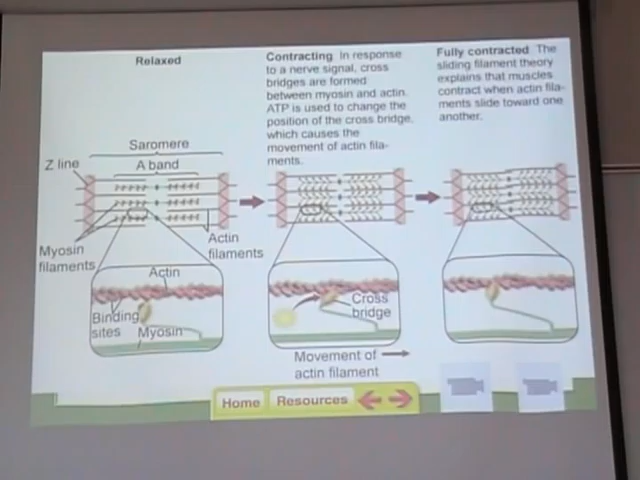 Relaxed
Contracting In response
to a nerve signal, cross
bridges are formed
between myosin and actin.
ATP is used to change the
position of the cross bridge,
which causes the
movement of actin fila-
ments.
Fully contracted The
sliding filament theory
explains that muscles
contract when actin fila-
ments slide toward one
another.
Saromere
Z line
A band
Myosin
filaments
Actin
filaments
Actin
Binding
sites
Myosin
Cross
bridge
Movement of
actin filament
Home
Resources